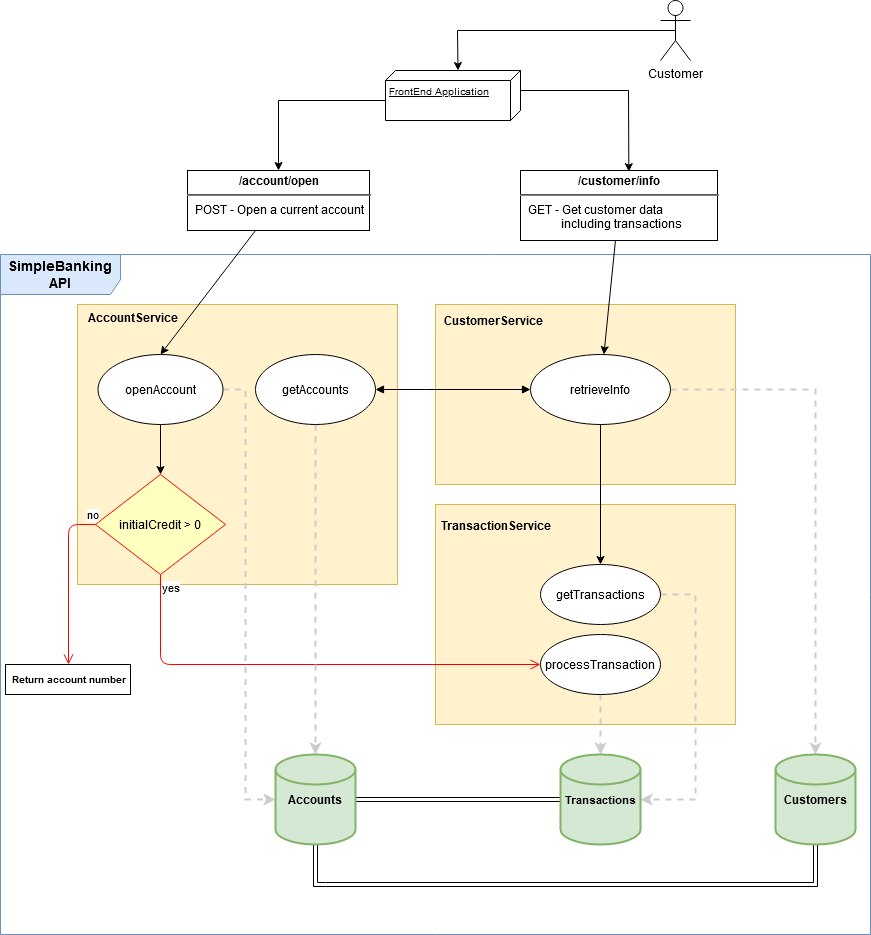 Customer
FrontEnd Application
/account/open
POST - Open a current account
/customer/info
GET - Get customer data
including transactions
SimpleBanking
API
AccountService
CustomerService
openAccount
getAccounts
retrieveInfo
no
initialCredit > 0
TransactionService
yes
getTransactions
processTransaction
Return account number
Accounts
Transactions
Customers